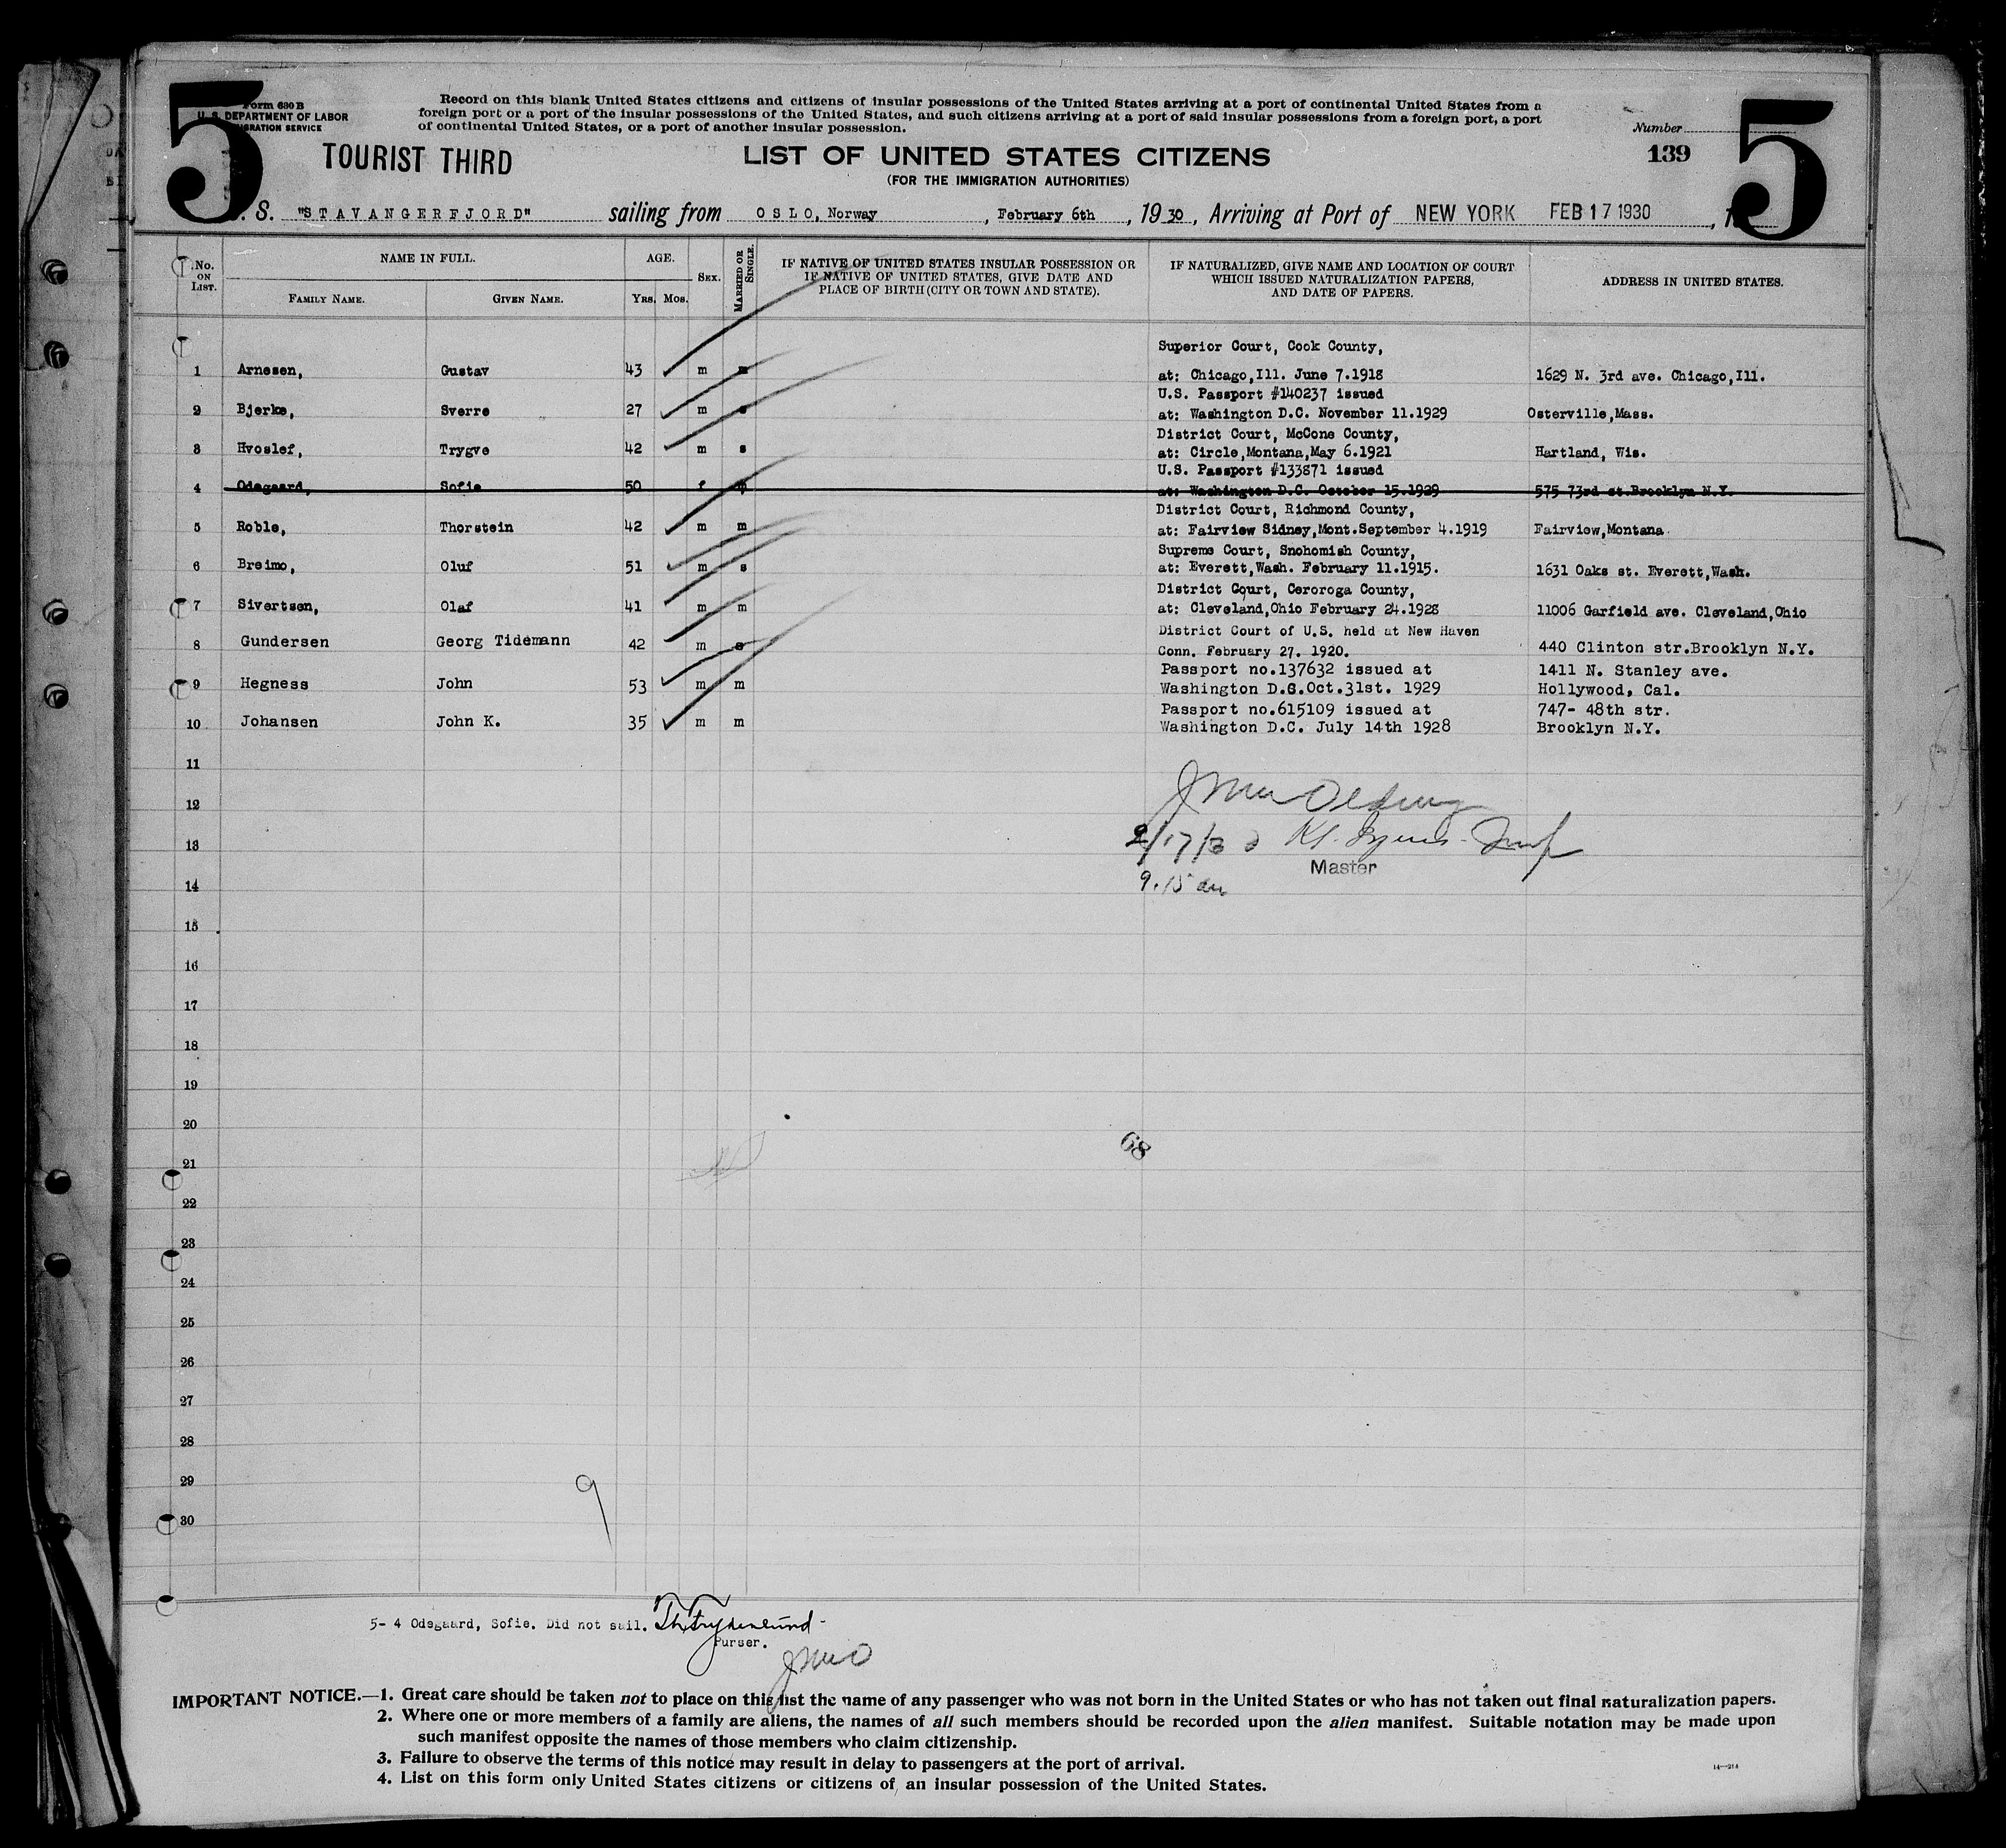 5
Form 630 B
U. S. DEPARTMENT OF LABOR
IMMIGRATION SERVICE
Record on this blank United States citizens and citizens of insular possessions of the United States arriving at a port of continental United States from a
foreign port or a port of the insular possessions of the United States, and such citizens arriving at a port of said insular possessions from a foreign port, a port
of continental United States, or a port of another insular possession.
Number
139
5
TOURIST THIRD
LIST OF UNITED STATES CITIZENS
(FOR THE IMMIGRATION AUTHORITIES)
S. "STAVANGERFJORD" sailing from OSLO, Norway, February 6th, 1930, Arriving at Port of NEW YORK FEB 17 1930
No. ON LIST. NAME IN FULL. FAMILY NAME. GIVEN NAME. AGE. YRS. MOS. SEX. MARRIED OR SINGLE. IF NATIVE OF UNITED STATES INSULAR POSSESSION OR IF NATIVE OF UNITED STATES, GIVE DATE AND PLACE OF BIRTH (CITY OR TOWN AND STATE). IF NATURALIZED, GIVE NAME AND LOCATION OF COURT WHICH ISSUED NATURALIZATION PAPERS, AND DATE OF PAPERS. ADDRESS IN UNITED STATES.
Superior Court, Cook County,
1 Arnesen, Gustav 43 m m at: Chicago,Ill. June 7.1918 1629 N. 3rd ave. Chicago,Ill.
U.S. Passport #140237 issued
2 Bjerke, Sverre 27 m s at: Washington D.C. November 11.1929 Osterville,Mass.
District Court, McCone County,
3 Hvoslef, Trygve 42 m s at: Circle,Montana,May 6.1921 Hartland, Wis.
U.S. Passport #133871 issued
4 Odegaard, Sofie 50 f m at: Washington D.C. October 15.1929 575 73rd st.Brooklyn N.Y.
District Court, Richmond County,
5 Roble, Thorstein 42 m m at: Fairview Sidney,Mont.September 4.1919 Fairview,Montana
Supreme Court, Snohomish County,
6 Breimo, Oluf 51 m s at: Everett,Wash. February 11.1915. 1631 Oaks st. Everett,Wash.
District Court, Ceroroga County,
7 Sivertsen, Olaf 41 m m at: Cleveland,Ohio February 24.1928 11006 Garfield ave. Cleveland,Ohio
District Court of U.S. held at New Haven
8 Gundersen Georg Tidemann 42 m s Conn. February 27. 1920. 440 Clinton str.Brooklyn N.Y.
Passport no.137632 issued at 1411 N. Stanley ave.
9 Hegness John 53 m m Washington D.C.Oct.31st. 1929 Hollywood, Cal.
Passport no.615109 issued at 747- 48th str.
10 Johansen John K. 35 m m Washington D.C. July 14th 1928 Brooklyn N.Y.
11
12
2/17/30
13
Master
9.15 am
14
15
16
17
18
19
20
68
21
22
23
24
25
26
27
28
29
9
30
5- 4 Odegaard, Sofie. Did not sail.
Purser.
JMO
IMPORTANT NOTICE.—1. Great care should be taken not to place on this list the name of any passenger who was not born in the United States or who has not taken out final naturalization papers.
2. Where one or more members of a family are aliens, the names of all such members should be recorded upon the alien manifest. Suitable notation may be made upon
such manifest opposite the names of those members who claim citizenship.
3. Failure to observe the terms of this notice may result in delay to passengers at the port of arrival.
4. List on this form only United States citizens or citizens of an insular possession of the United States.
14—214